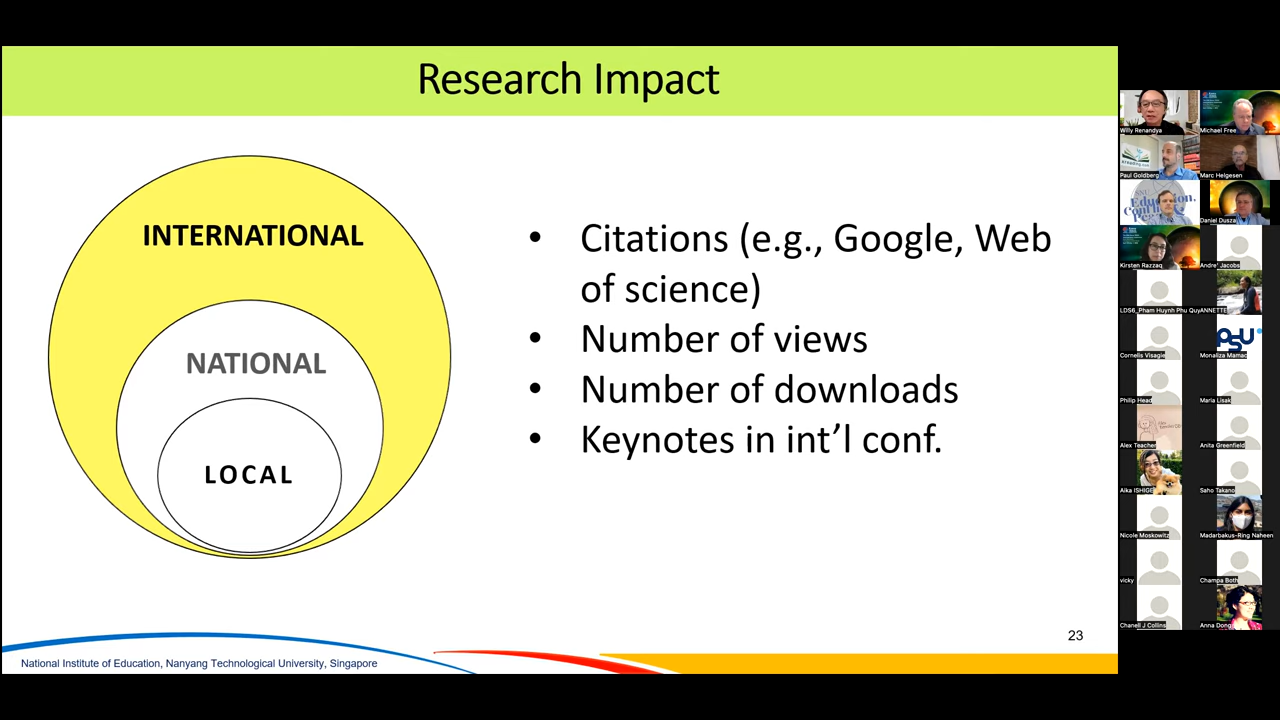 Research Impact
INTERNATIONAL
NATIONAL
LOCAL
• Citations (e.g., Google, Web
of science)
• Number of views
• Number of downloads
• Keynotes in int'l conf.
23
National Institute of Education, Nanyang Technological University, Singapore
Willy Renandya
Michael Free
Paul Goldberg
Marc Helgesen
Daniel Dusza
Kirsten Razzaq
Andre' Jacobs
LDS6_Pham Huynh Phu Quy
ANNETTE
Cornelis Visagie
psu
Monaliza Mamac
Philip Head
Maria Lisak
Alex Teacher
Anita Greenfield
Aika ISHIGE
Saho Takano
Nicole Moskowitz
Madarbakus-Ring Naheen
vicky
Champa Both
Chanell J Collins
Anna Dong